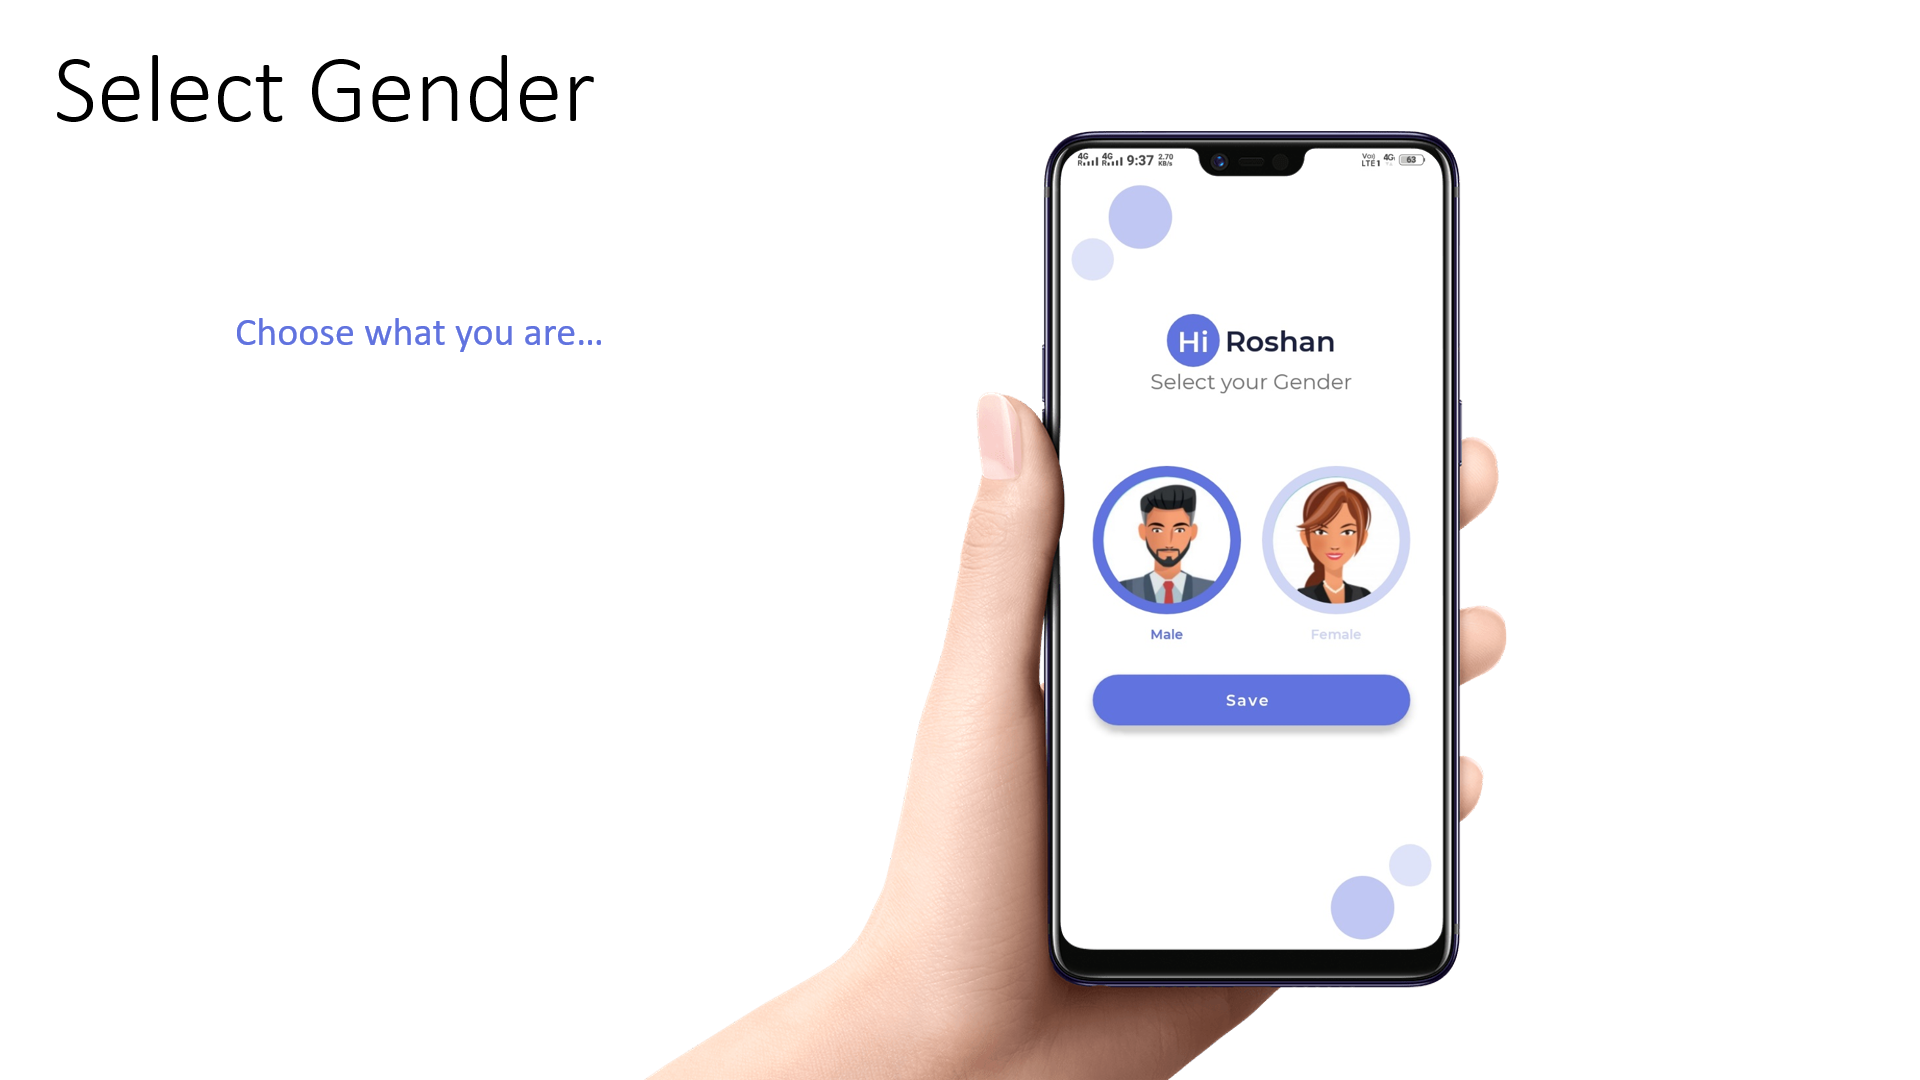 Select Gender
Choose what you are...
4G R 4G R 9:37 2.70 KB/s
LTE1 4G 63
Hi Roshan
Select your Gender
Male Female
Save